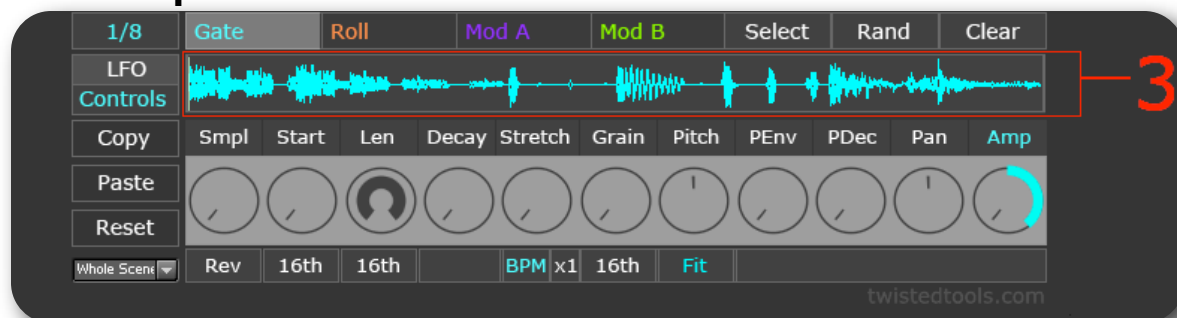 1/8 Gate Roll Mod A Mod B Select Rand Clear
LFO
Controls
3
Copy Smpl Start Len Decay Stretch Grain Pitch PEnv PDec Pan Amp
Paste
Reset
Whole Scene Rev 16th 16th BPM x1 16th Fit
twistedtools.com